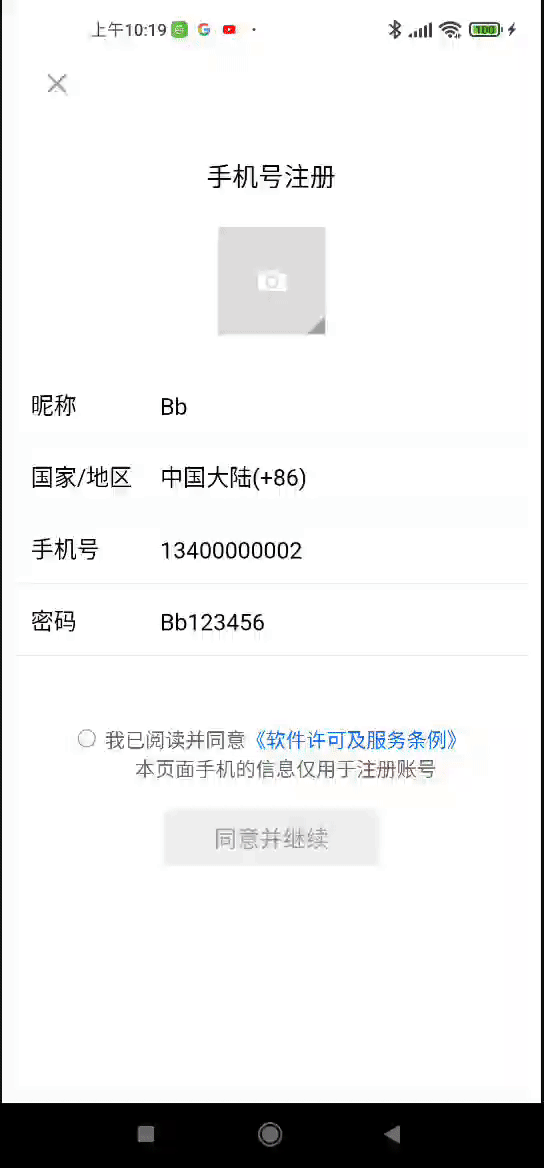 上午10:19
100
手机号注册
昵称 Bb
国家/地区 中国大陆(+86)
手机号 13400000002
密码 Bb123456
我已阅读并同意《软件许可及服务条例》
本页面手机的信息仅用于注册账号
同意并继续